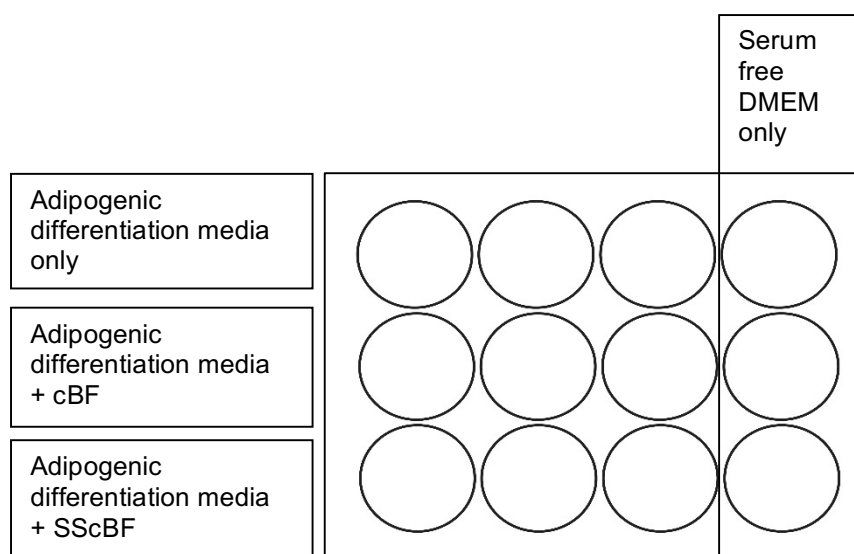 Serum
free
DMEM
only
Adipogenic
differentiation media
only
Adipogenic
differentiation media
+ cBF
Adipogenic
differentiation media
+ SScBF